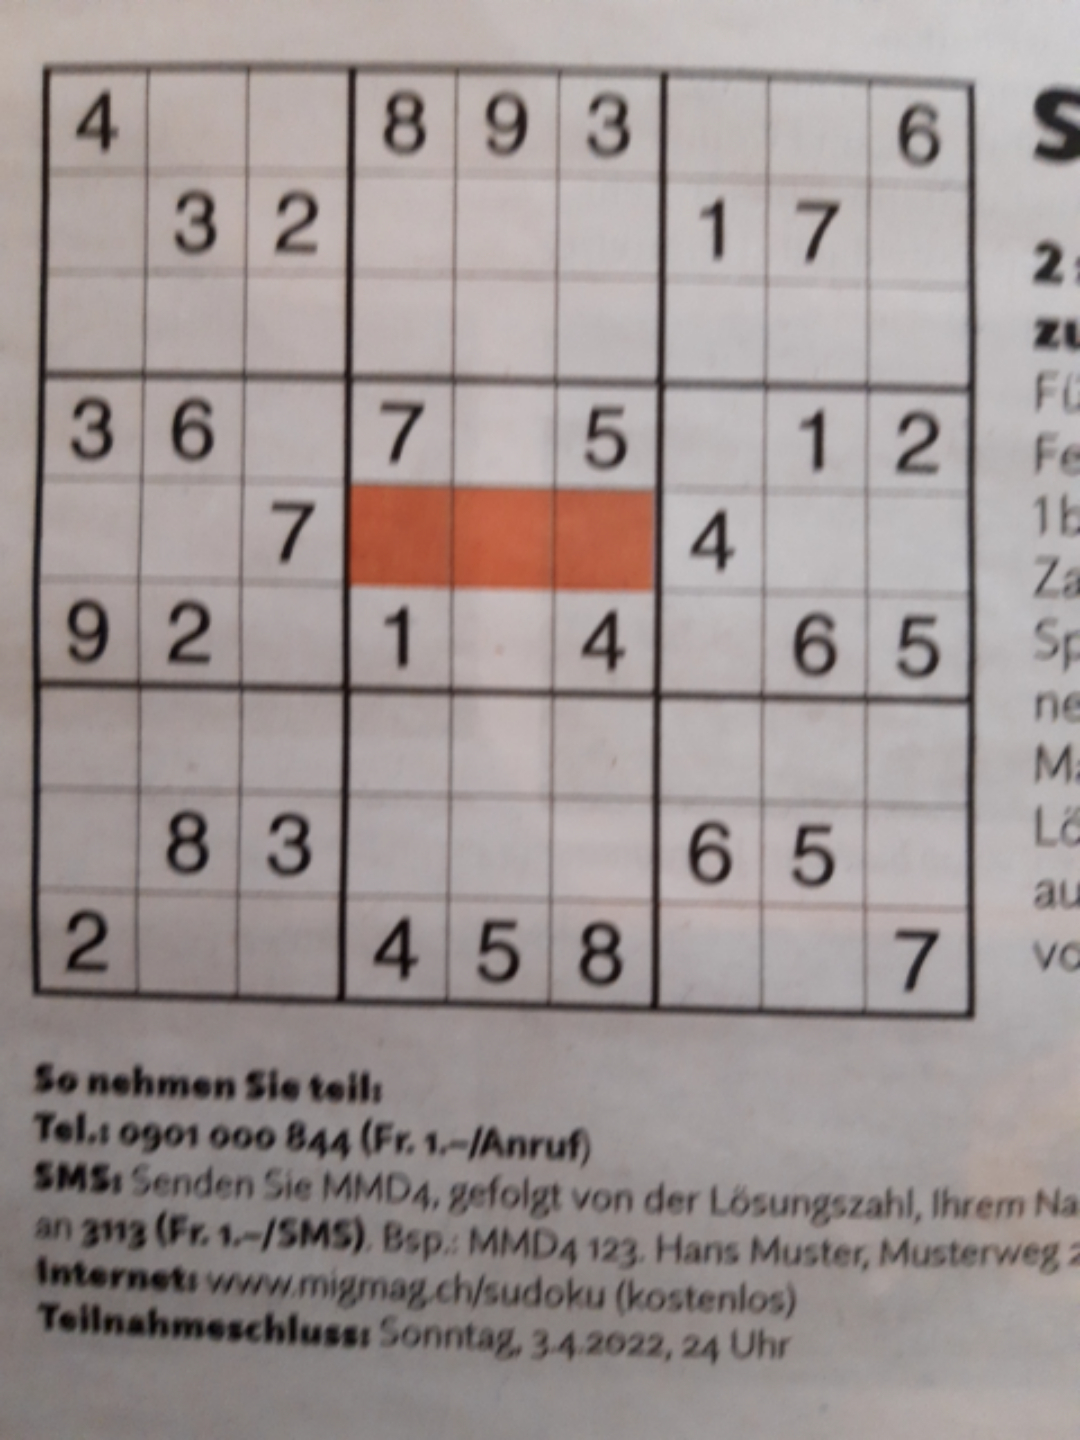 4 8 9 3 6
3 2 1 7
3 6 7 5 1 2
7 4
9 2 1 4 6 5
8 3 6 5
2 4 5 8 7
S
2
zu
Fü
Fe
1b
Za
Sp
ne
Ma
Lö
au
vo
So nehmen Sie teil:
Tel.: 0901 000 844 (Fr. 1.–/Anruf)
SMS: Senden Sie MMD4, gefolgt von der Lösungszahl, Ihrem Na
an 3113 (Fr. 1.–/SMS). Bsp.: MMD4 123. Hans Muster, Musterweg 2
Internet: www.migmag.ch/sudoku (kostenlos)
Teilnahmeschluss: Sonntag, 3.4.2022, 24 Uhr